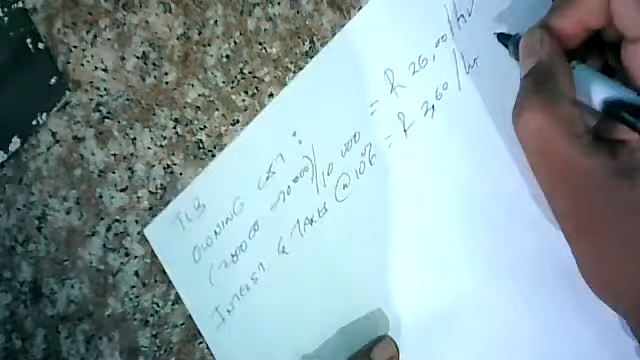 TLB
OWNING COST:
(280000 - 20000)/10 000 = R 26,00/hr
INTEREST & TAXES @ 10% = R 2,60/hr